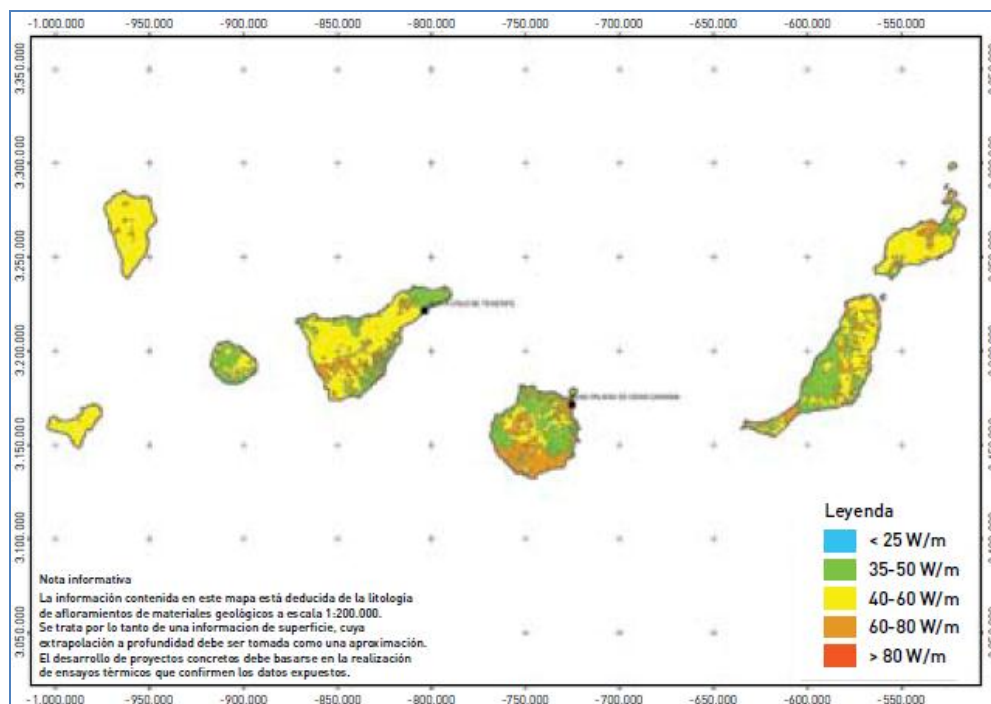 -1.000.000 -950.000 -900.000 -850.000 -800.000 -750.000 -700.000 -650.000 -600.000 -550.000
3.350.000
3.300.000
3.250.000
3.200.000
3.150.000
3.100.000
3.050.000
DE TENERIFE
Leyenda
< 25 W/m
35-50 W/m
40-60 W/m
60-80 W/m
> 80 W/m
Nota informativa
La información contenida en este mapa está deducida de la litologia
de afloramientos de materiales geológicos a escala 1:200.000.
Se trata por lo tanto de una informacion de superficie, cuya
extrapolación a profundidad debe ser tomada como una aproximación.
El desarrollo de proyectos concretos debe basarse en la realización
de ensayos tèrmicos que confirmen los datos expuestos.
-1.000.000 -950.000 -900.000 -850.000 -800.000 -750.000 -700.000 -650.000 -600.000 -550.000